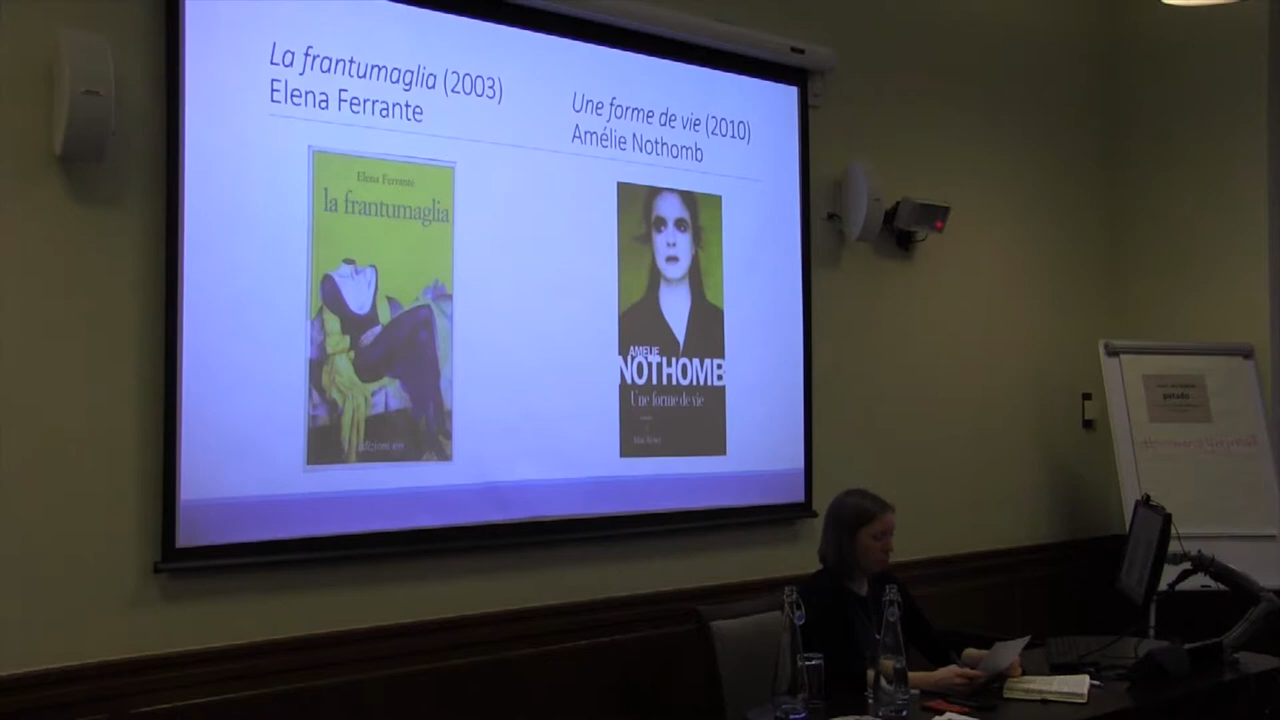 La frantumaglia (2003)
Elena Ferrante
Une forme de vie (2010)
Amélie Nothomb
Elena Ferrante
la frantumaglia
edizioni e/o
AMÉLIE
NOTHOMB
Une forme de vie